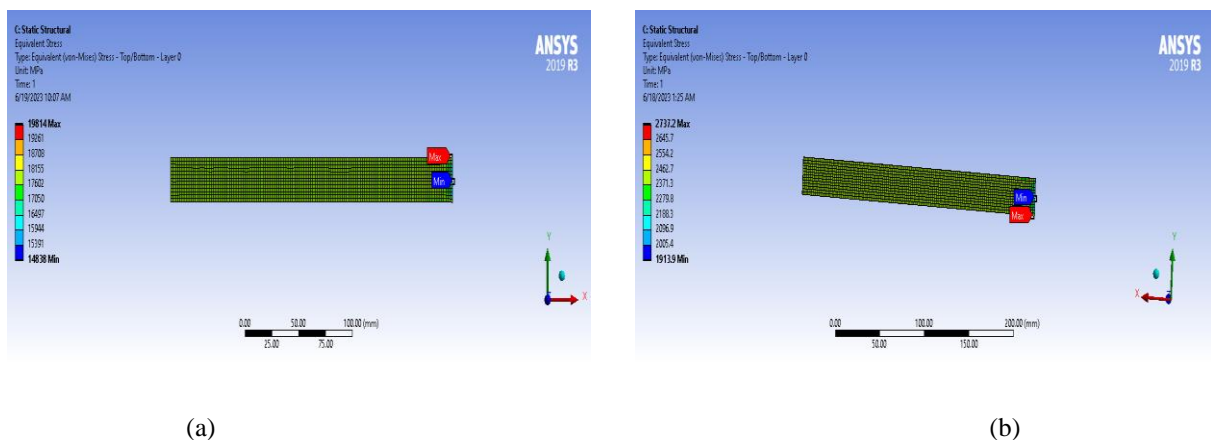 C: Static Structural
Equivalent Stress
Type: Equivalent (von-Mises) Stress - Top/Bottom - Layer 0
Unit: MPa
Time: 1
6/19/2023 10:07 AM
ANSYS
2019 R3
19814 Max
19261
18708
18155
17602
17050
16497
15944
15391
14838 Min
Max
Min
Y
X
0.00 50.00 100.00 (mm)
25.00 75.00
(a)
C: Static Structural
Equivalent Stress
Type: Equivalent (von-Mises) Stress - Top/Bottom - Layer 0
Unit: MPa
Time: 1
6/18/2023 1:25 AM
ANSYS
2019 R3
2737.2 Max
2645.7
2554.2
2462.7
2371.3
2279.8
2188.3
2096.9
2005.4
1913.9 Min
Min
Max
Y
X
0.00 100.00 200.00 (mm)
50.00 150.00
(b)